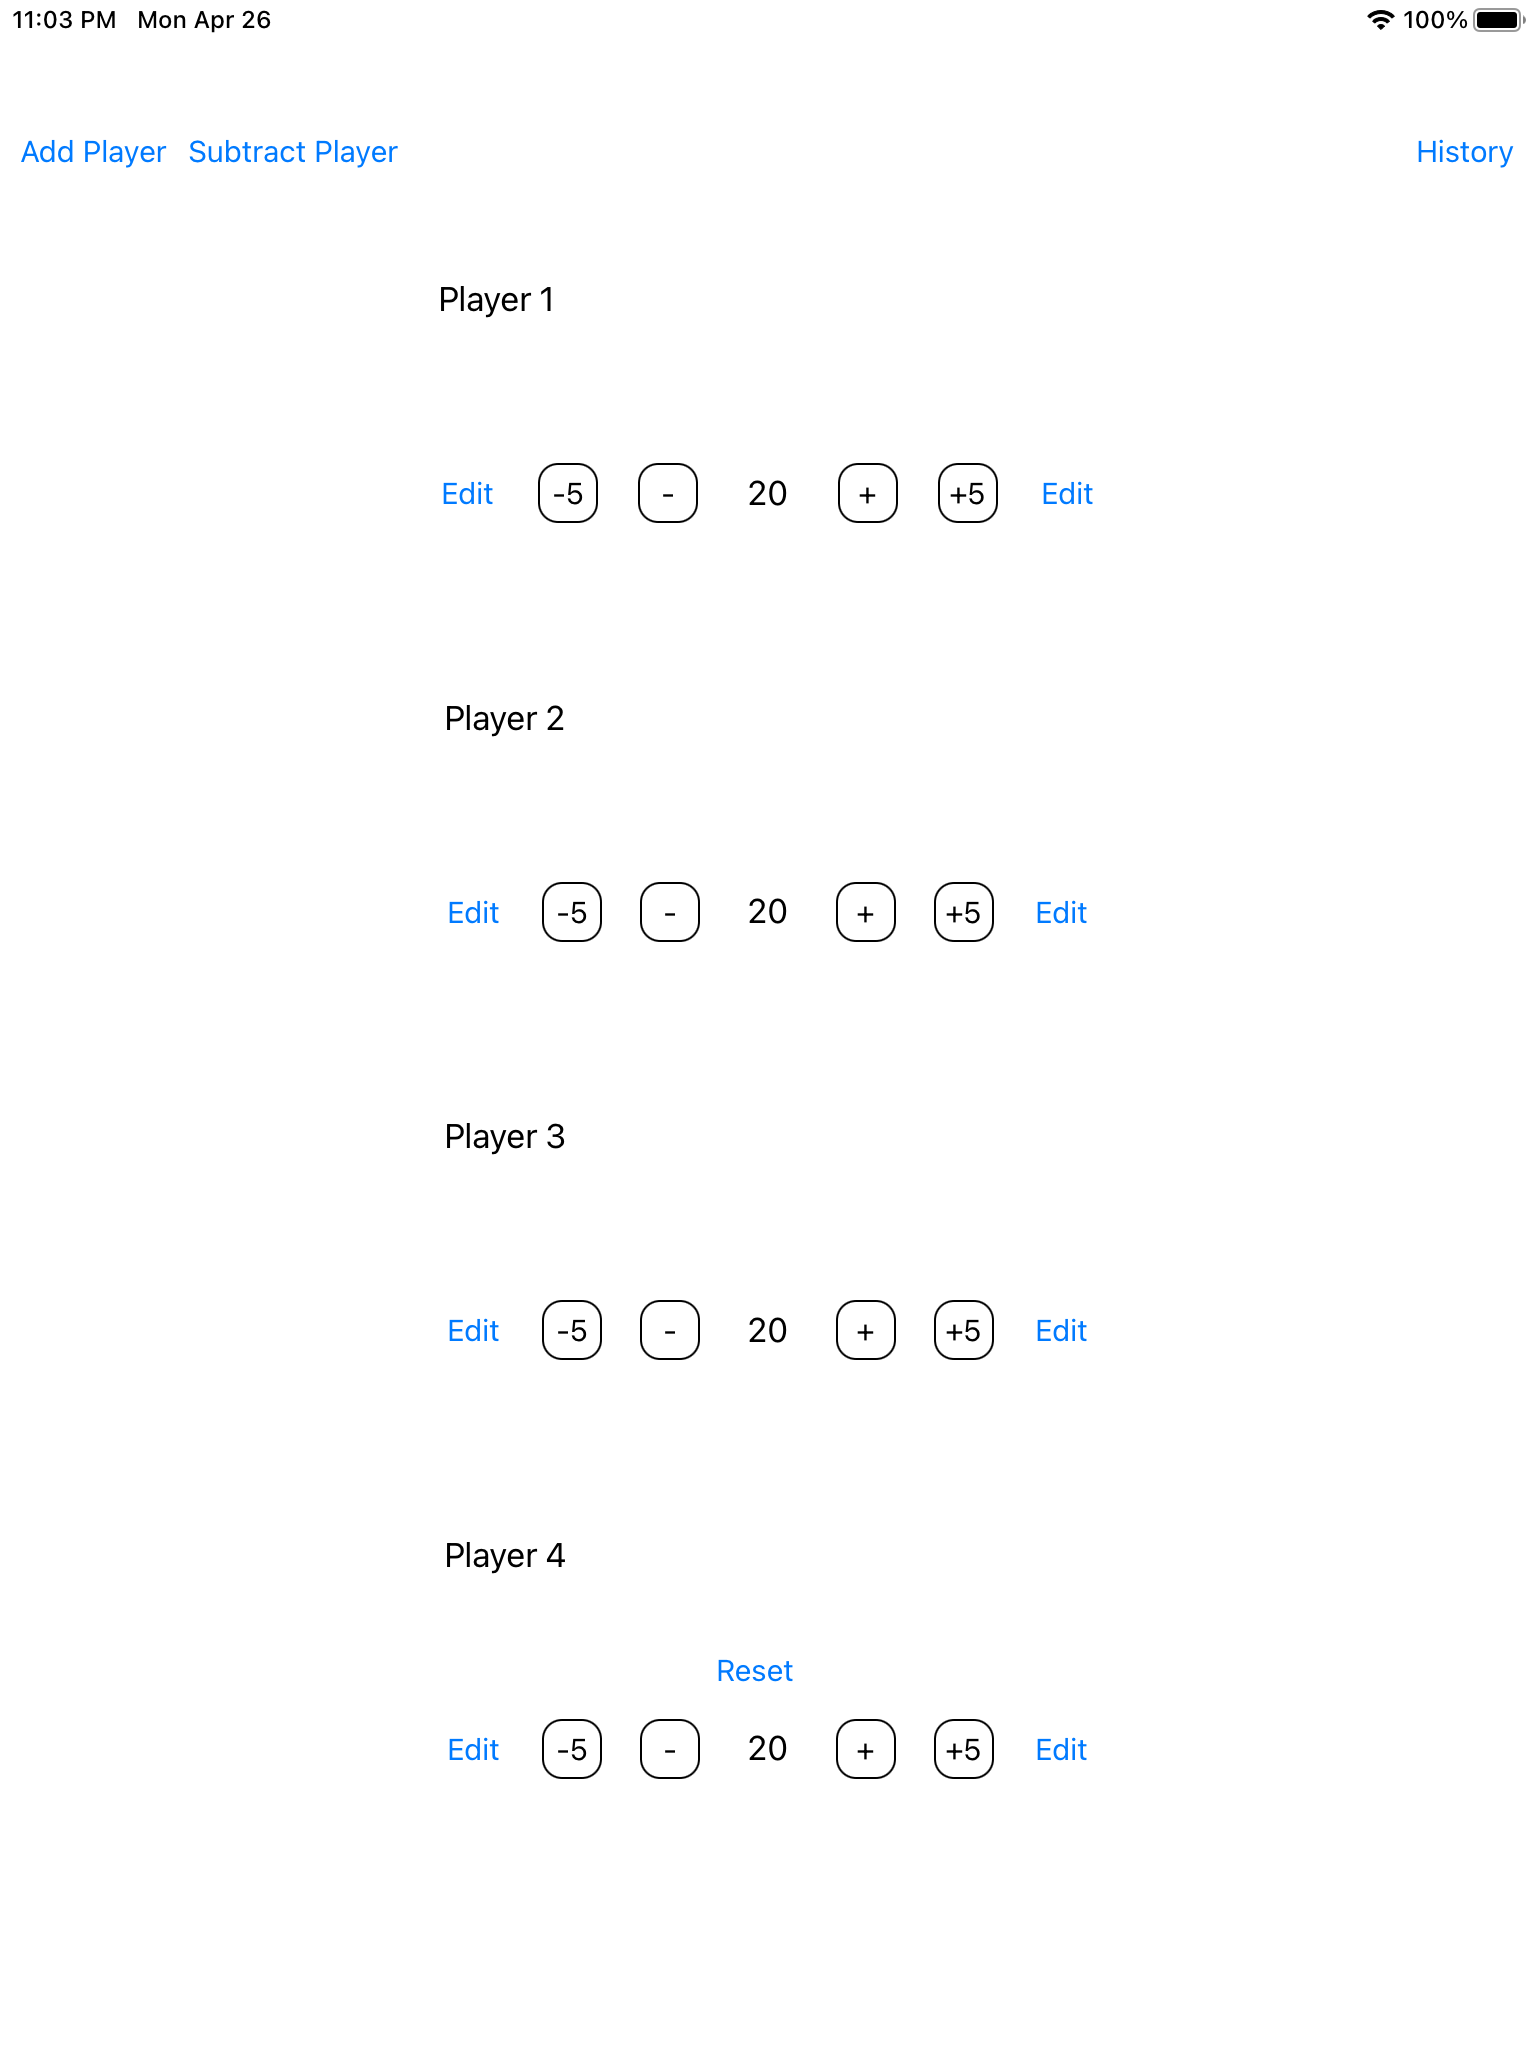 11:03 PM Mon Apr 26 100%
Add Player Subtract Player History
Player 1
Edit -5 - 20 + +5 Edit
Player 2
Edit -5 - 20 + +5 Edit
Player 3
Edit -5 - 20 + +5 Edit
Player 4
Reset
Edit -5 - 20 + +5 Edit